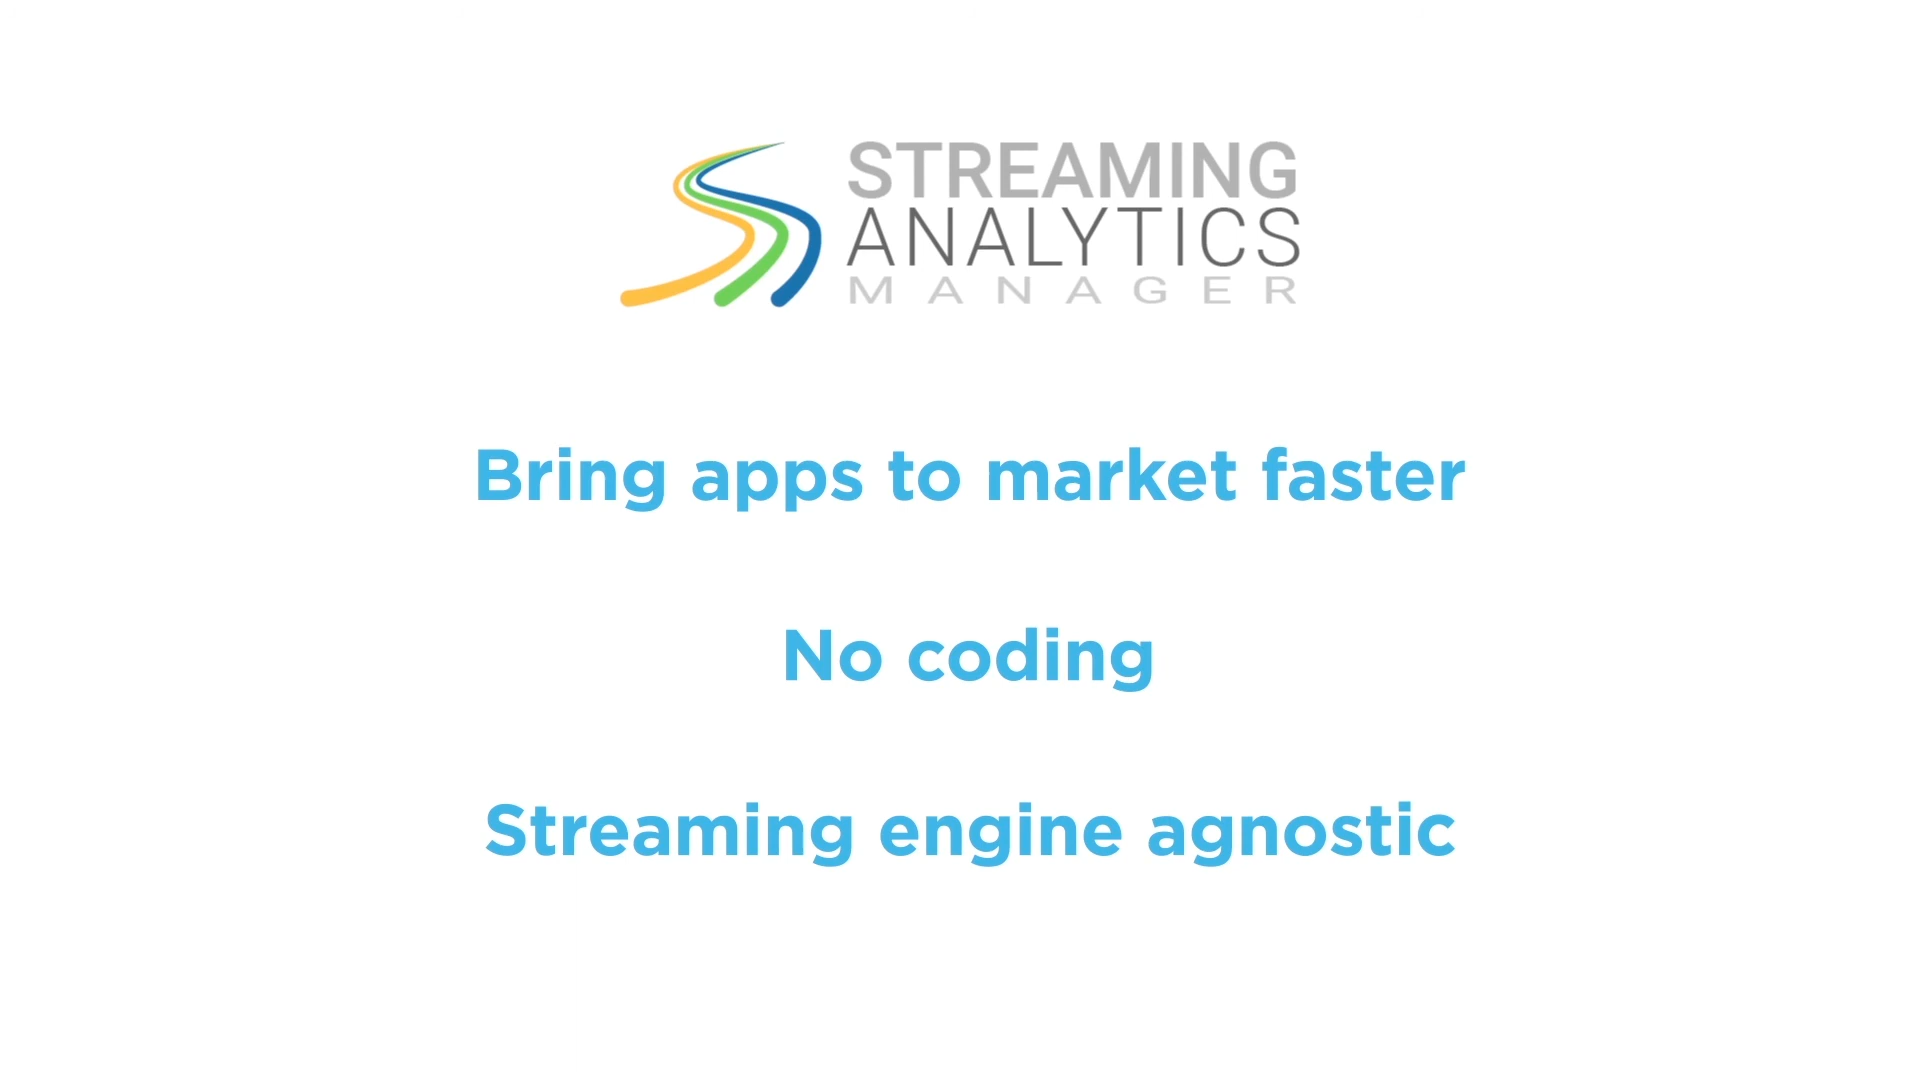 STREAMING
ANALYTICS
MANAGER
Bring apps to market faster
No coding
Streaming engine agnostic